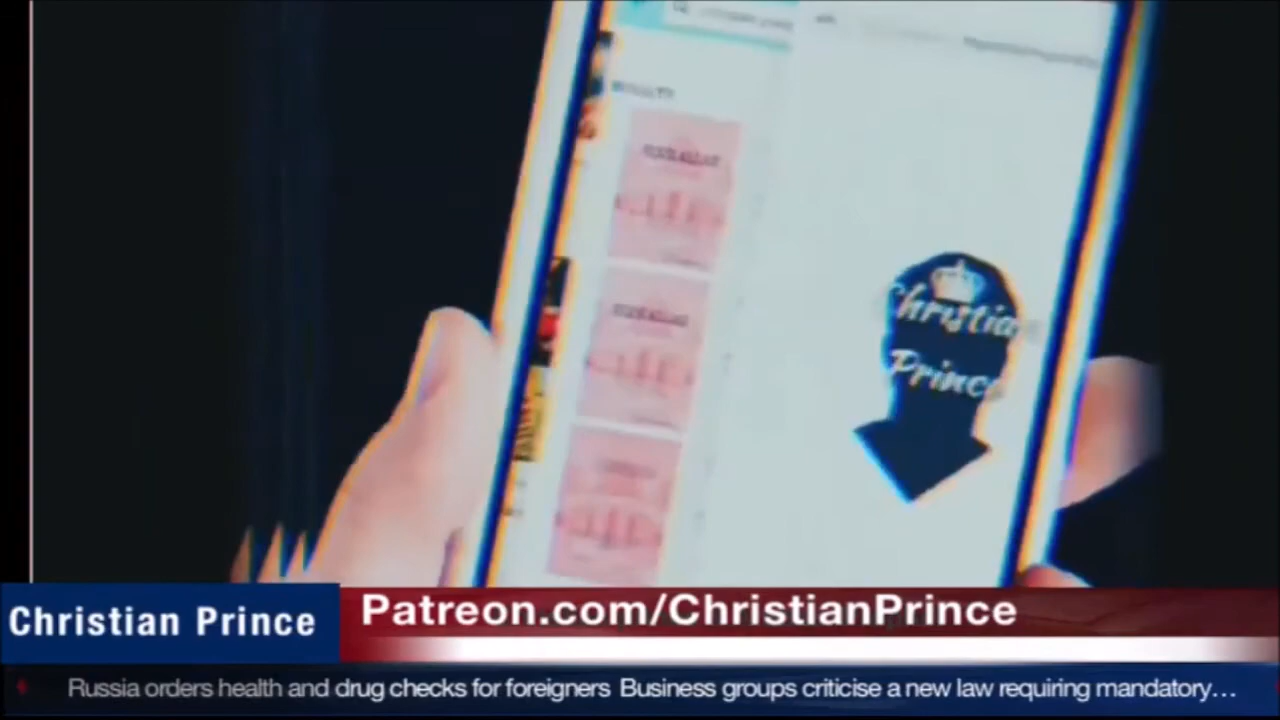 Christian
Prince
Christian Prince
Patreon.com/ChristianPrince
Russia orders health and drug checks for foreigners Business groups criticise a new law requiring mandatory…